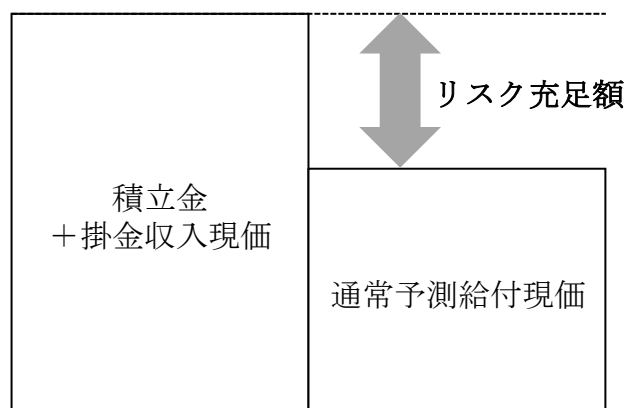 リスク充足額
積立金
＋掛金収入現価
通常予測給付現価